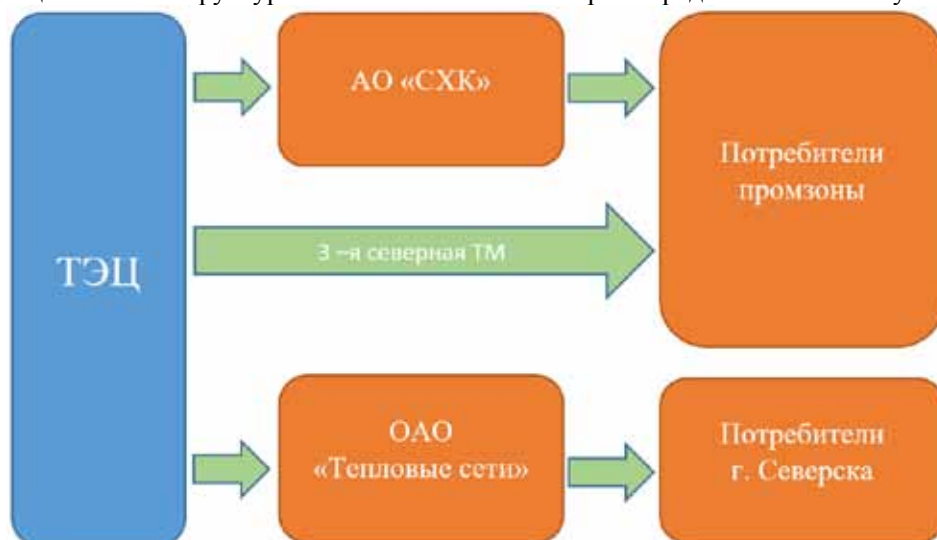 ТЭЦ
АО «СХК»
Потребители
промзоны
3 –я северная ТМ
ОАО
«Тепловые сети»
Потребители
г. Северска